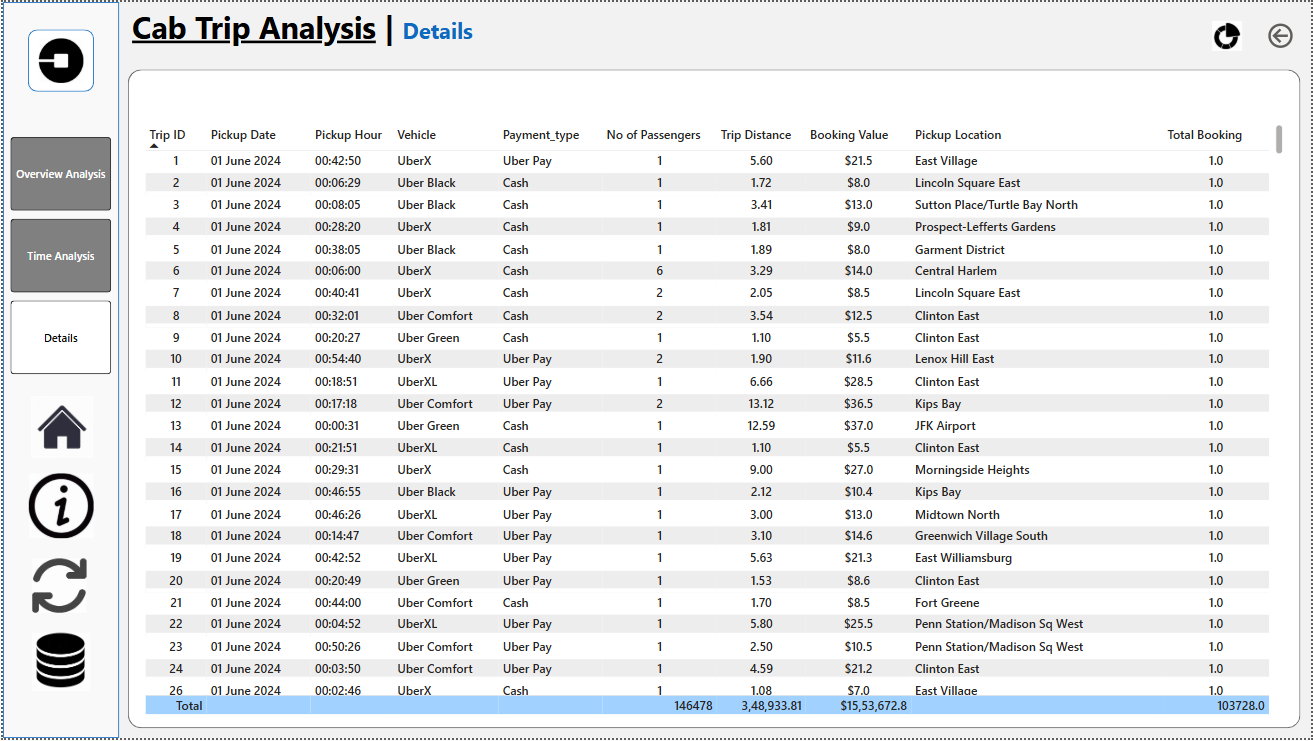 Cab Trip Analysis | Details
Overview Analysis
Time Analysis
Details
Trip ID Pickup Date Pickup Hour Vehicle Payment_type No of Passengers Trip Distance Booking Value Pickup Location Total Booking
1 01 June 2024 00:42:50 UberX Uber Pay 1 5.60 $21.5 East Village 1.0
2 01 June 2024 00:06:29 Uber Black Cash 1 1.72 $8.0 Lincoln Square East 1.0
3 01 June 2024 00:08:05 Uber Black Cash 1 3.41 $13.0 Sutton Place/Turtle Bay North 1.0
4 01 June 2024 00:28:20 UberX Cash 1 1.81 $9.0 Prospect-Lefferts Gardens 1.0
5 01 June 2024 00:38:05 Uber Black Cash 1 1.89 $8.0 Garment District 1.0
6 01 June 2024 00:06:00 UberX Cash 6 3.29 $14.0 Central Harlem 1.0
7 01 June 2024 00:40:41 UberX Cash 2 2.05 $8.5 Lincoln Square East 1.0
8 01 June 2024 00:32:01 Uber Comfort Cash 2 3.54 $12.5 Clinton East 1.0
9 01 June 2024 00:20:27 Uber Green Cash 1 1.10 $5.5 Clinton East 1.0
10 01 June 2024 00:54:40 UberX Uber Pay 2 1.90 $11.6 Lenox Hill East 1.0
11 01 June 2024 00:18:51 UberXL Uber Pay 1 6.66 $28.5 Clinton East 1.0
12 01 June 2024 00:17:18 Uber Comfort Uber Pay 2 13.12 $36.5 Kips Bay 1.0
13 01 June 2024 00:00:31 Uber Green Cash 1 12.59 $37.0 JFK Airport 1.0
14 01 June 2024 00:21:51 UberXL Cash 1 1.10 $5.5 Clinton East 1.0
15 01 June 2024 00:29:31 UberX Cash 1 9.00 $27.0 Morningside Heights 1.0
16 01 June 2024 00:46:55 Uber Black Uber Pay 1 2.12 $10.4 Kips Bay 1.0
17 01 June 2024 00:46:26 UberXL Uber Pay 1 3.00 $13.0 Midtown North 1.0
18 01 June 2024 00:14:47 Uber Comfort Uber Pay 1 3.10 $14.6 Greenwich Village South 1.0
19 01 June 2024 00:42:52 UberXL Uber Pay 1 5.63 $21.3 East Williamsburg 1.0
20 01 June 2024 00:20:49 Uber Green Uber Pay 1 1.53 $8.6 Clinton East 1.0
21 01 June 2024 00:44:00 Uber Comfort Cash 1 1.70 $8.5 Fort Greene 1.0
22 01 June 2024 00:04:52 UberXL Uber Pay 1 5.80 $25.5 Penn Station/Madison Sq West 1.0
23 01 June 2024 00:50:26 Uber Comfort Uber Pay 1 2.50 $10.5 Penn Station/Madison Sq West 1.0
24 01 June 2024 00:03:50 Uber Comfort Uber Pay 1 4.59 $21.2 Clinton East 1.0
26 01 June 2024 00:02:46 UberX Cash 1 1.08 $7.0 East Village 1.0
Total 146478 3,48,933.81 $15,53,672.8 103728.0